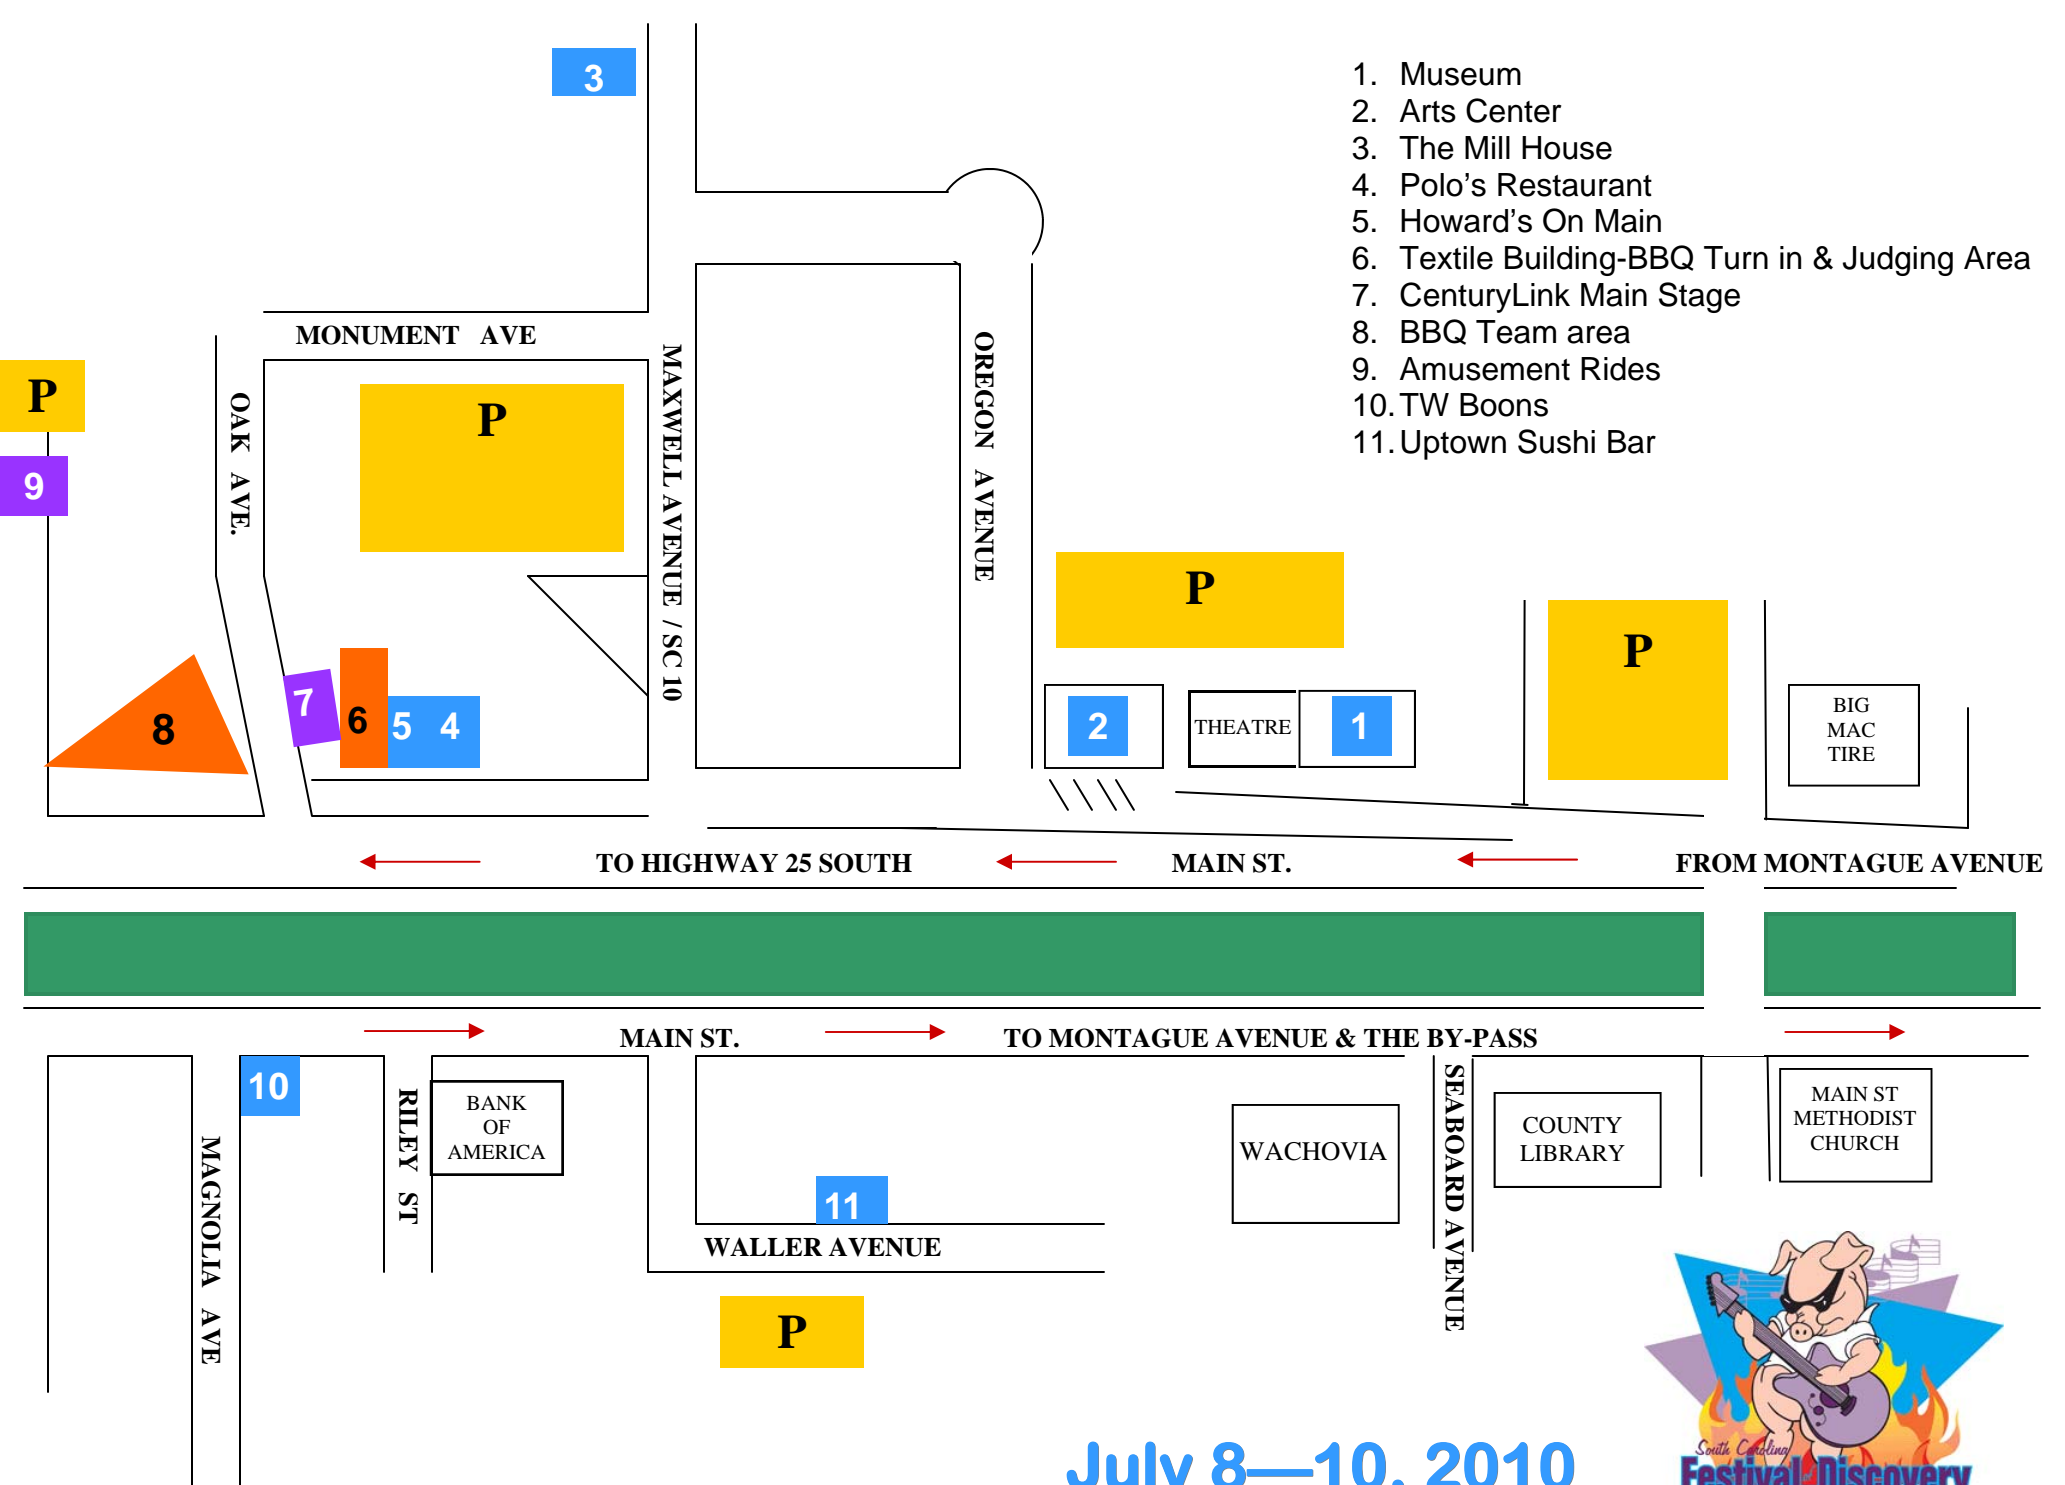 3
1. Museum
2. Arts Center
3. The Mill House
4. Polo's Restaurant
5. Howard's On Main
6. Textile Building-BBQ Turn in & Judging Area
7. CenturyLink Main Stage
8. BBQ Team area
9. Amusement Rides
10. TW Boons
11. Uptown Sushi Bar
MONUMENT AVE
P
9
OAK AVE.
P
MAXWELL AVENUE / SC 10
OREGON AVENUE
P
P
8
7
6
5 4
2
THEATRE
1
BIG
MAC
TIRE
TO HIGHWAY 25 SOUTH
MAIN ST.
FROM MONTAGUE AVENUE
MAIN ST.
TO MONTAGUE AVENUE & THE BY-PASS
10
MAGNOLIA AVE
RILEY ST
BANK
OF
AMERICA
11
WALLER AVENUE
P
WACHOVIA
SEABOARD AVENUE
COUNTY
LIBRARY
MAIN ST
METHODIST
CHURCH
July 8—10, 2010
South Carolina
Festival of Discovery